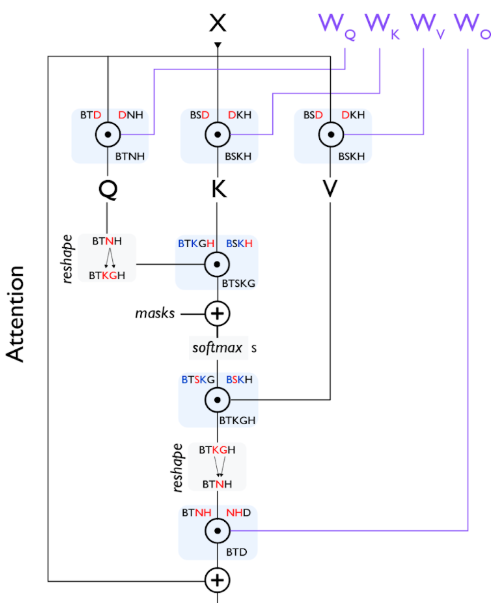 X W_Q W_K W_V W_O
BTD DNH BSD DKH BSD DKH
BTNH BSKH BSKH
Q K V
reshape
BTNH
BTKGH
BTKGH BSKH
BTSKG
masks
softmax s
BTSKG BSKH
BTKGH
reshape
BTKGH
BTNH
BTNH NHD
BTD
Attention